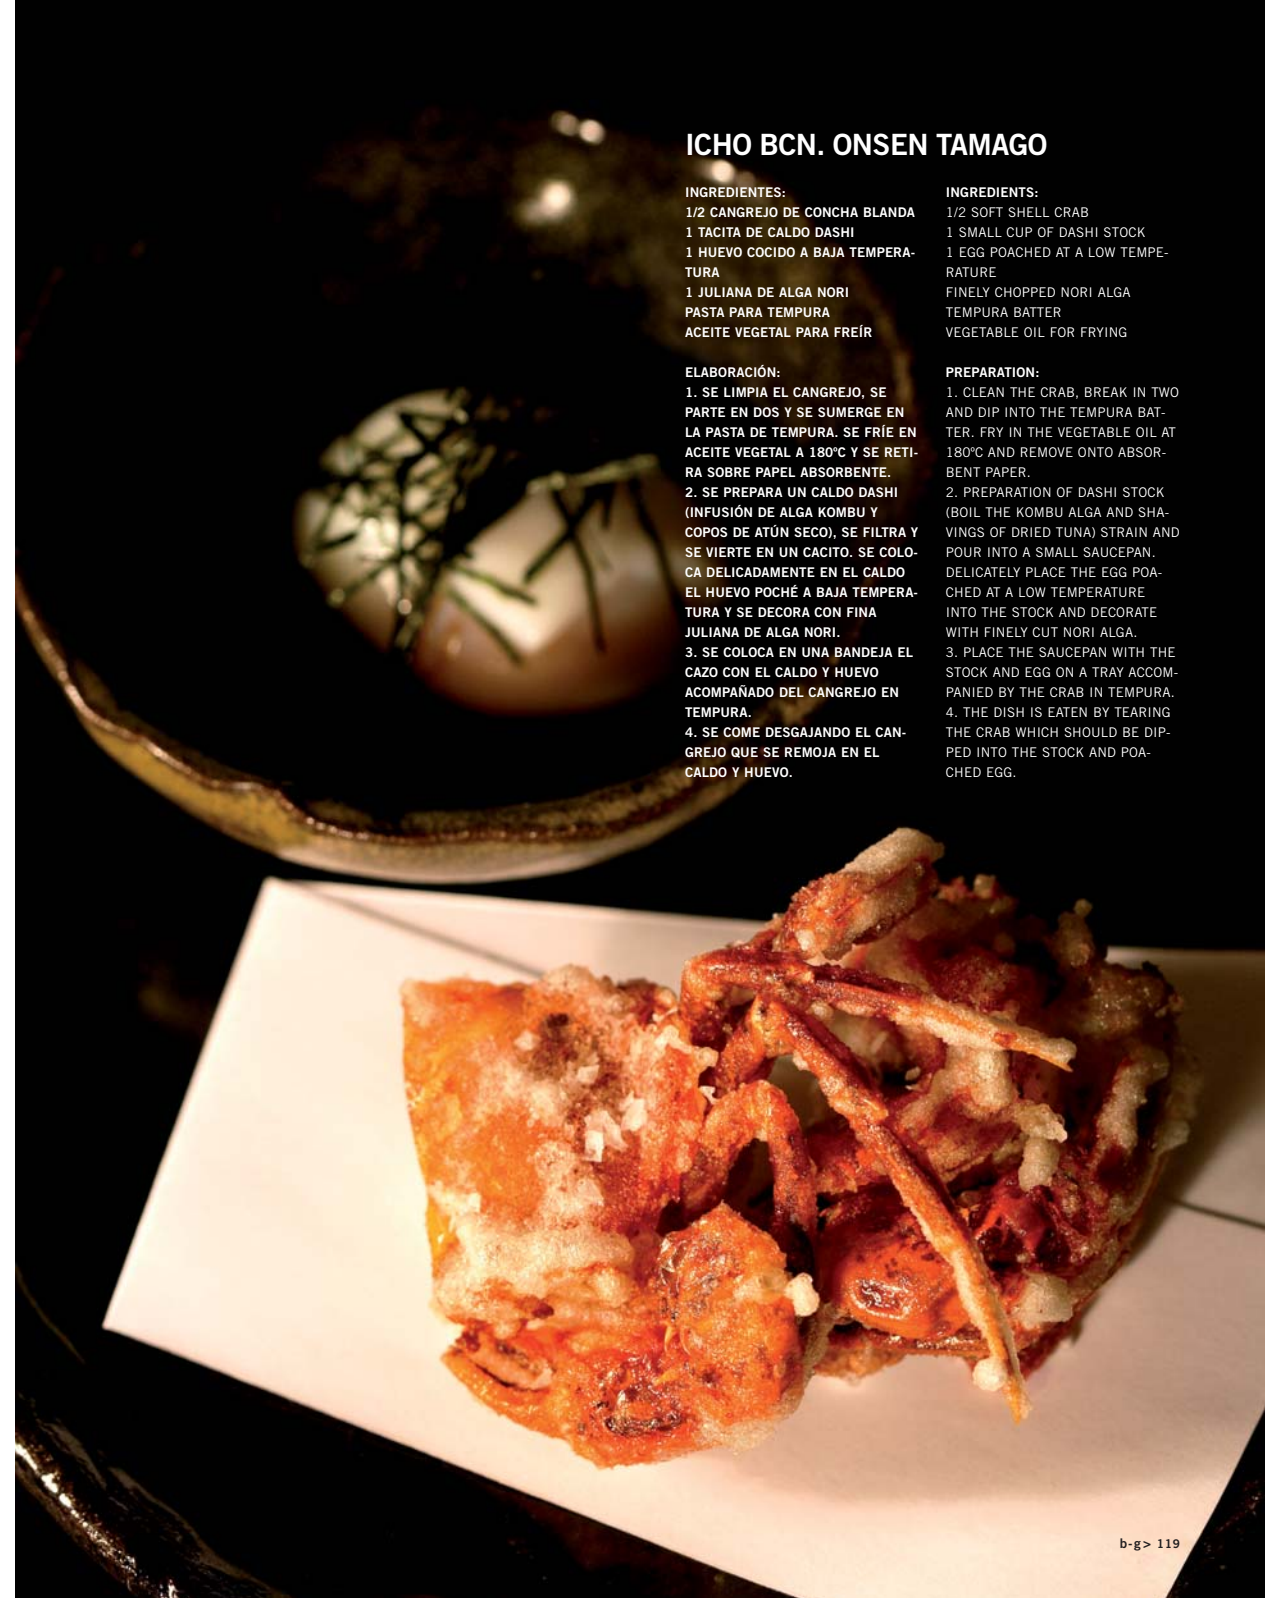 ICHO BCN. ONSEN TAMAGO
INGREDIENTES:
1/2 CANGREJO DE CONCHA BLANDA
1 TACITA DE CALDO DASHI
1 HUEVO COCIDO A BAJA TEMPERA-
TURA
1 JULIANA DE ALGA NORI
PASTA PARA TEMPURA
ACEITE VEGETAL PARA FREÍR
ELABORACIÓN:
1. SE LIMPIA EL CANGREJO, SE
PARTE EN DOS Y SE SUMERGE EN
LA PASTA DE TEMPURA. SE FRÍE EN
ACEITE VEGETAL A 180ºC Y SE RETI-
RA SOBRE PAPEL ABSORBENTE.
2. SE PREPARA UN CALDO DASHI
(INFUSIÓN DE ALGA KOMBU Y
COPOS DE ATÚN SECO), SE FILTRA Y
SE VIERTE EN UN CACITO. SE COLO-
CA DELICADAMENTE EN EL CALDO
EL HUEVO POCHÉ A BAJA TEMPERA-
TURA Y SE DECORA CON FINA
JULIANA DE ALGA NORI.
3. SE COLOCA EN UNA BANDEJA EL
CAZO CON EL CALDO Y HUEVO
ACOMPAÑADO DEL CANGREJO EN
TEMPURA.
4. SE COME DESGAJANDO EL CAN-
GREJO QUE SE REMOJA EN EL
CALDO Y HUEVO.
INGREDIENTS:
1/2 SOFT SHELL CRAB
1 SMALL CUP OF DASHI STOCK
1 EGG POACHED AT A LOW TEMPE-
RATURE
FINELY CHOPPED NORI ALGA
TEMPURA BATTER
VEGETABLE OIL FOR FRYING
PREPARATION:
1. CLEAN THE CRAB, BREAK IN TWO
AND DIP INTO THE TEMPURA BAT-
TER. FRY IN THE VEGETABLE OIL AT
180ºC AND REMOVE ONTO ABSOR-
BENT PAPER.
2. PREPARATION OF DASHI STOCK
(BOIL THE KOMBU ALGA AND SHA-
VINGS OF DRIED TUNA) STRAIN AND
POUR INTO A SMALL SAUCEPAN.
DELICATELY PLACE THE EGG POA-
CHED AT A LOW TEMPERATURE
INTO THE STOCK AND DECORATE
WITH FINELY CUT NORI ALGA.
3. PLACE THE SAUCEPAN WITH THE
STOCK AND EGG ON A TRAY ACCOM-
PANIED BY THE CRAB IN TEMPURA.
4. THE DISH IS EATEN BY TEARING
THE CRAB WHICH SHOULD BE DIP-
PED INTO THE STOCK AND POA-
CHED EGG.
b-g> 119